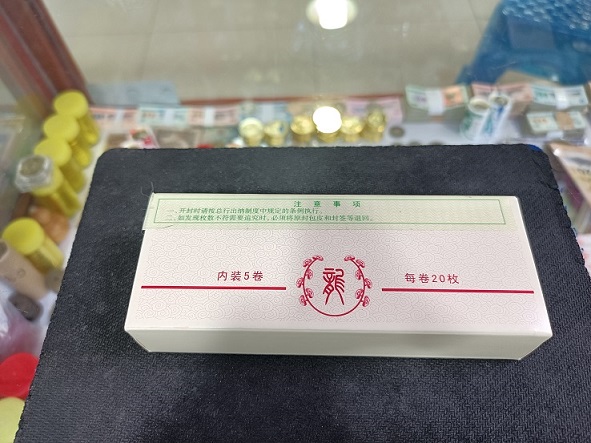 注意事项
一、开封时请按总行出纳制度中规定的条例执行。
二、如发现枚数不符需要追究时，必须将原封包皮和封签等退回。
内装5卷
龍
每卷20枚